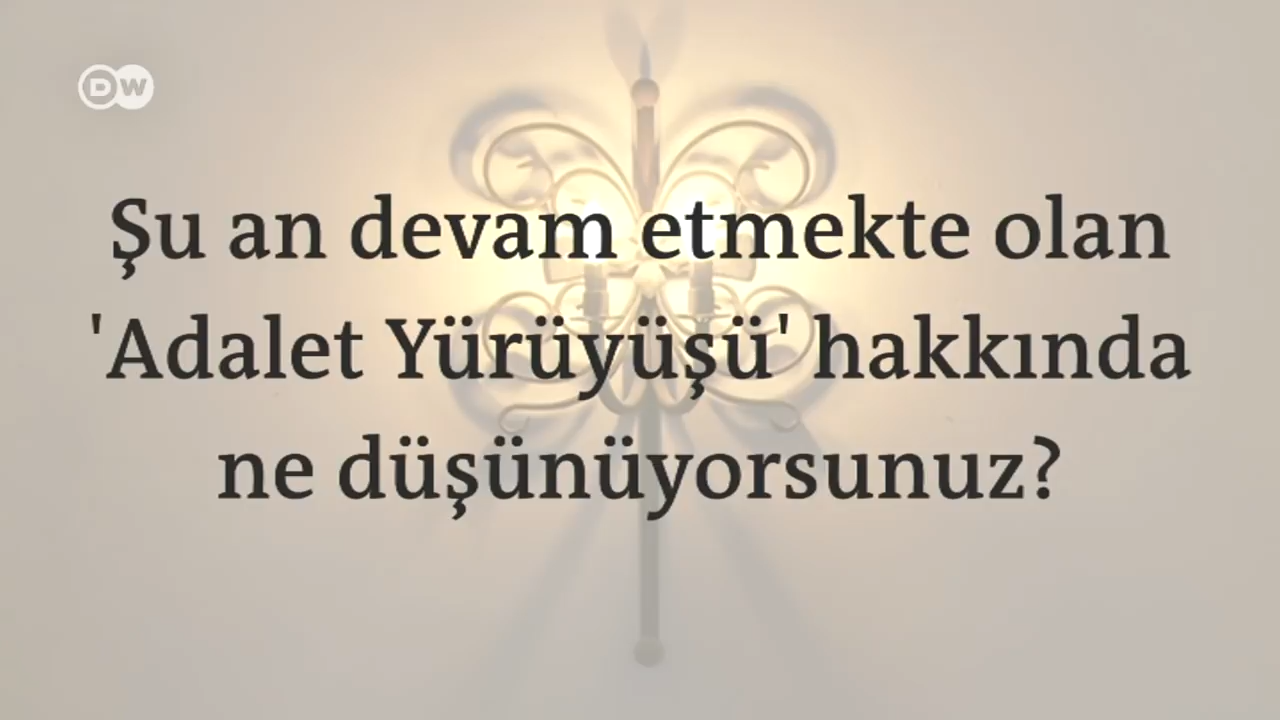 DW
Şu an devam etmekte olan
'Adalet Yürüyüşü' hakkında
ne düşünüyorsunuz?